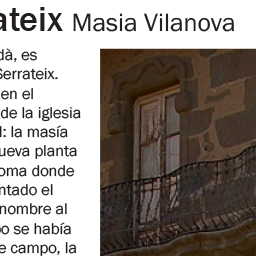 ateix Masia Vilanova
dà, es
Serrateix.
en el
de la iglesia
l: la masía
ueva planta
oma donde
ntado el
nombre al
o se había
e campo, la